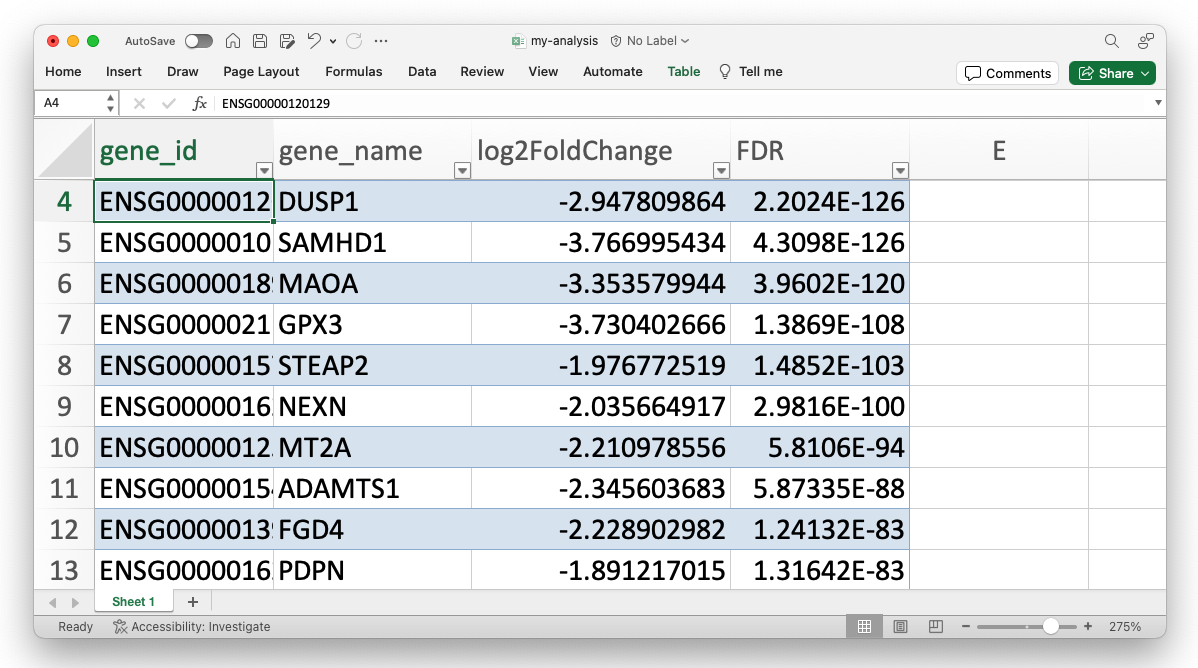 AutoSave
my-analysis
No Label
Home Insert Draw Page Layout Formulas Data Review View Automate Table Tell me
Comments
Share
A4
fx
ENSG00000120129
gene_id gene_name log2FoldChange FDR E
4 ENSG0000012 DUSP1 -2.947809864 2.2024E-126
5 ENSG0000010 SAMHD1 -3.766995434 4.3098E-126
6 ENSG0000018 MAOA -3.353579944 3.9602E-120
7 ENSG0000021 GPX3 -3.730402666 1.3869E-108
8 ENSG0000015 STEAP2 -1.976772519 1.4852E-103
9 ENSG0000016 NEXN -2.035664917 2.9816E-100
10 ENSG0000012 MT2A -2.210978556 5.8106E-94
11 ENSG0000015 ADAMTS1 -2.345603683 5.87335E-88
12 ENSG0000013 FGD4 -2.228902982 1.24132E-83
13 ENSG0000016 PDPN -1.891217015 1.31642E-83
Sheet 1 +
Ready Accessibility: Investigate
275%